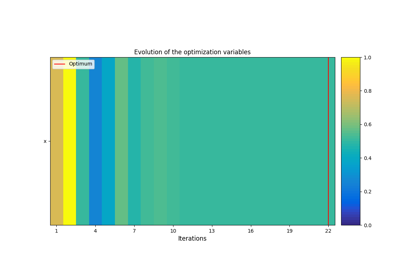 Evolution of the optimization variables
Optimum
x
1 4 7 10 13 16 19 22
Iterations
1.0
0.8
0.6
0.4
0.2
0.0